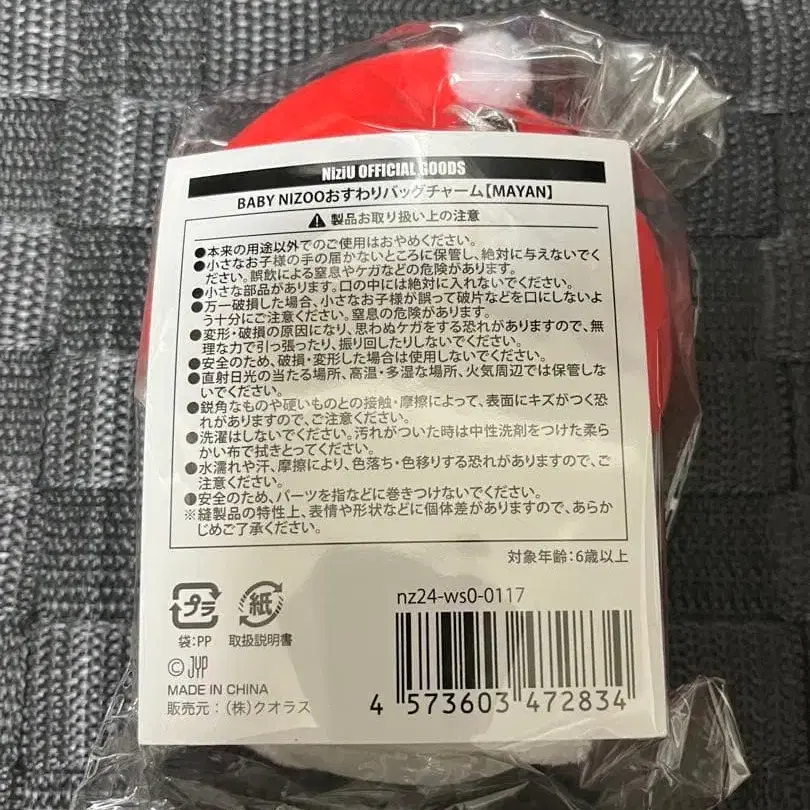 NiziU OFFICIAL GOODS
BABY NIZOOおすわりバッグチャーム【MAYAN】
製品お取り扱い上の注意
●本来の用途以外でのご使用はおやめください。
●小さなお子様の手の届かないところに保管し、絶対に与えないでく
ださい。誤飲による窒息やケガなどの危険があります。
●小さな部品があります。口の中には絶対に入れないでください。
●万一破損した場合、小さなお子様が誤って破片などを口にしないよ
う十分にご注意ください。窒息の危険があります。
●変形・破損の原因になり、思わぬケガをする恐れがありますので、無
理な力で引っ張ったり、振り回したりしないでください。
●安全のため、破損・変形した場合は使用しないでください。
●直射日光の当たる場所、高温・多湿な場所、火気周辺では保管しな
いでください。
●鋭角なものや硬いものとの接触・摩擦によって、表面にキズがつく恐
れがありますので、ご注意ください。
●洗濯はしないでください。汚れがついた時は中性洗剤をつけた柔ら
かい布で拭きとってください。
●水濡れや汗、摩擦により、色落ち・色移りする恐れがありますので、ご
注意ください。
●安全のため、パーツを指などに巻きつけないでください。
※縫製品の特性上、表情や形状などに個体差がありますので、あらか
じめご了承ください。
対象年齢:6歳以上
プラ
紙
袋:PP
取扱説明書
nz24-ws0-0117
©JYP
MADE IN CHINA
販売元:(株)クオラス
4 573603 472834